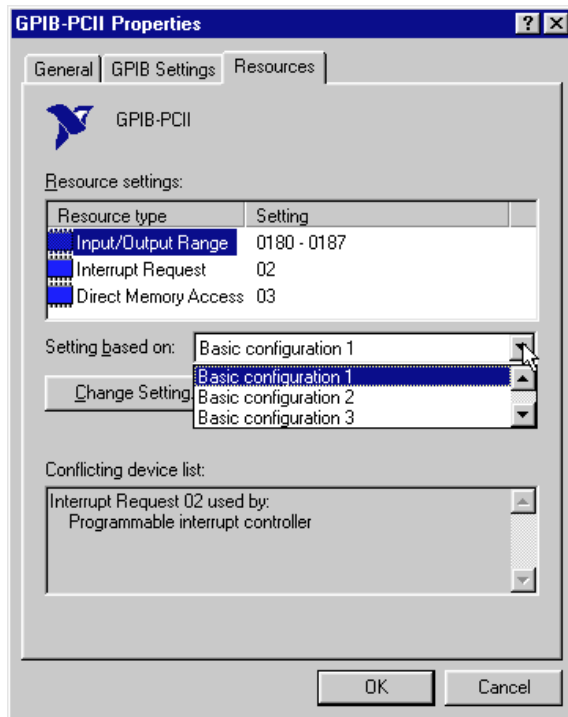 GPIB-PCII Properties
General GPIB Settings Resources
GPIB-PCII
Resource settings:
Resource type Setting
Input/Output Range 0180 - 0187
Interrupt Request 02
Direct Memory Access 03
Setting based on: Basic configuration 1
Basic configuration 1
Change Setting.
Basic configuration 2
Basic configuration 3
Conflicting device list:
Interrupt Request 02 used by:
Programmable interrupt controller
OK Cancel